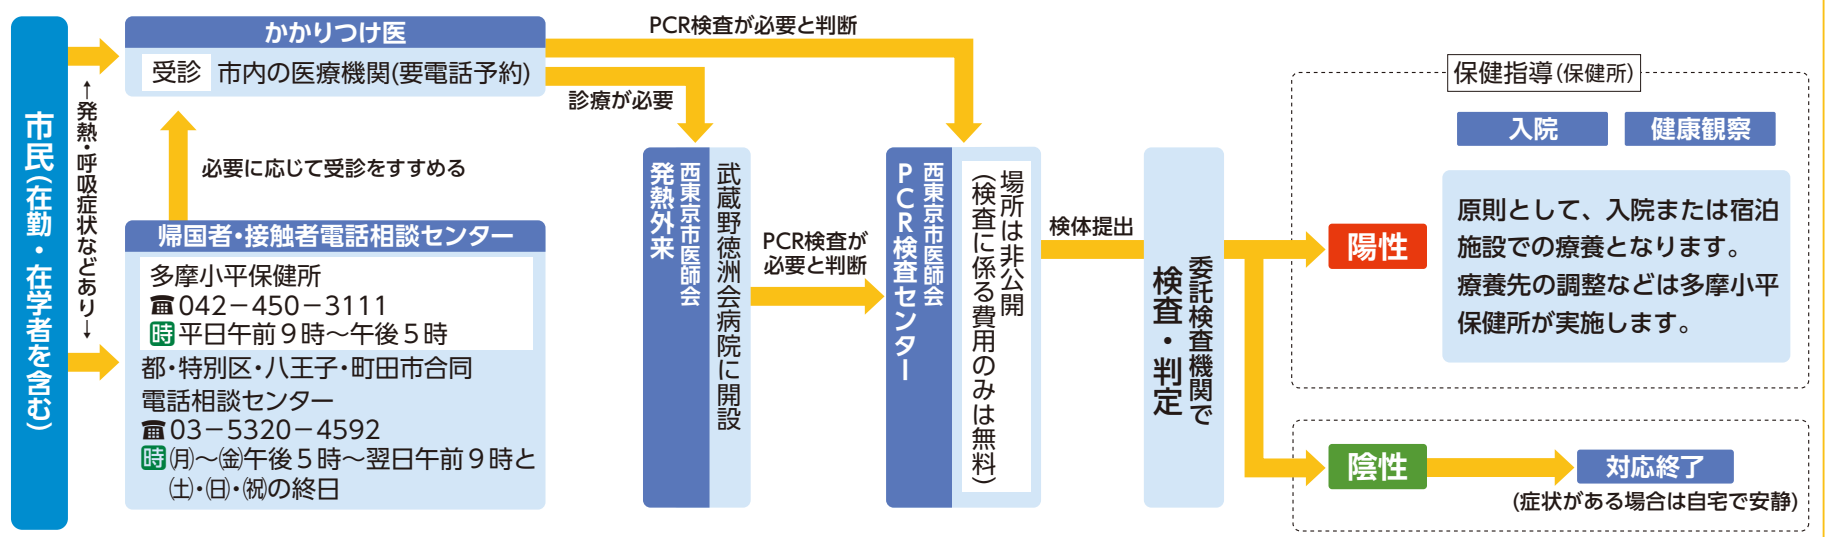 市民(在勤・在学者を含む)
←発熱・呼吸症状などあり→
かかりつけ医
受診 市内の医療機関(要電話予約)
必要に応じて受診をすすめる
帰国者・接触者電話相談センター
多摩小平保健所
☎042－450－3111
時平日午前９時～午後５時
都・特別区・八王子・町田市合同
電話相談センター
☎03－5320－4592
時㈪～㈮午後５時～翌日午前９時と
㈯・㈰・㈷の終日
PCR検査が必要と判断
診療が必要
西東京市医師会
発熱外来
武蔵野徳洲会病院に開設
PCR検査が
必要と判断
西東京市医師会
PCR検査センター
場所は非公開
(検査に係る費用のみは無料)
検体提出
委託検査機関で
検査・判定
保健指導(保健所)
入院
健康観察
陽性
原則として、入院または宿泊
施設での療養となります。
療養先の調整などは多摩小平
保健所が実施します。
陰性
対応終了
(症状がある場合は自宅で安静)